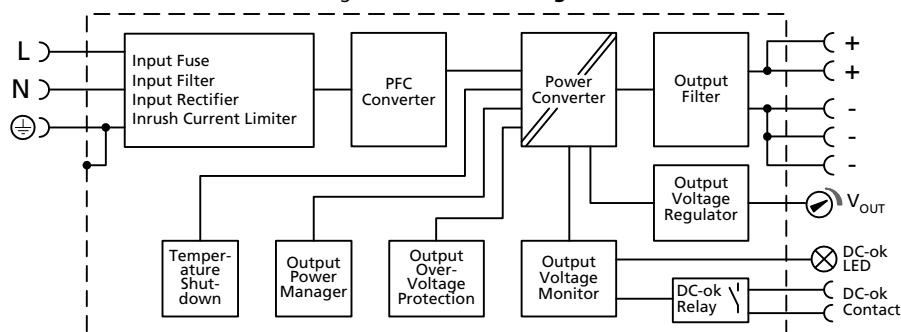 L
N
Input Fuse
Input Filter
Input Rectifier
Inrush Current Limiter
PFC
Converter
Power
Converter
Output
Filter
+
+
-
-
-
Output
Voltage
Regulator
VOUT
Temper-
ature
Shut-
down
Output
Power
Manager
Output
Over-
Voltage
Protection
Output
Voltage
Monitor
DC-ok
LED
DC-ok
Relay
DC-ok
Contact